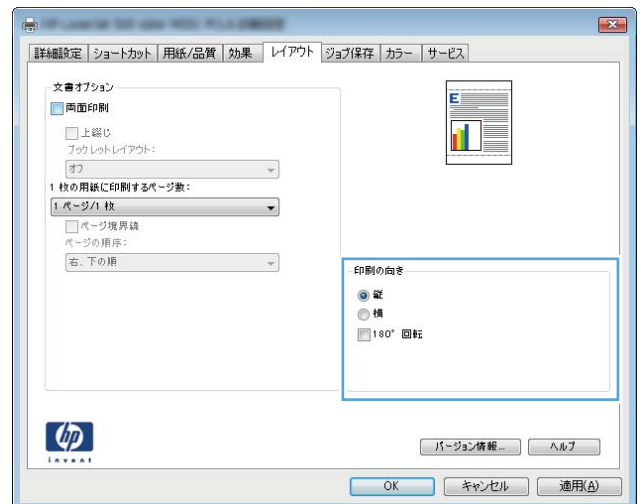 詳細設定 ショートカット 用紙/品質 効果 レイアウト ジョブ保存 カラー サービス
文書オプション
両面印刷
上綴じ
ブックレットレイアウト:
オフ
1 枚の用紙に印刷するページ数:
1 ページ/1 枚
ページ境界線
ページの順序:
右、下の順
E
印刷の向き
縦
横
180° 回転
hp
invent
バージョン情報... ヘルプ
OK キャンセル 適用(A)